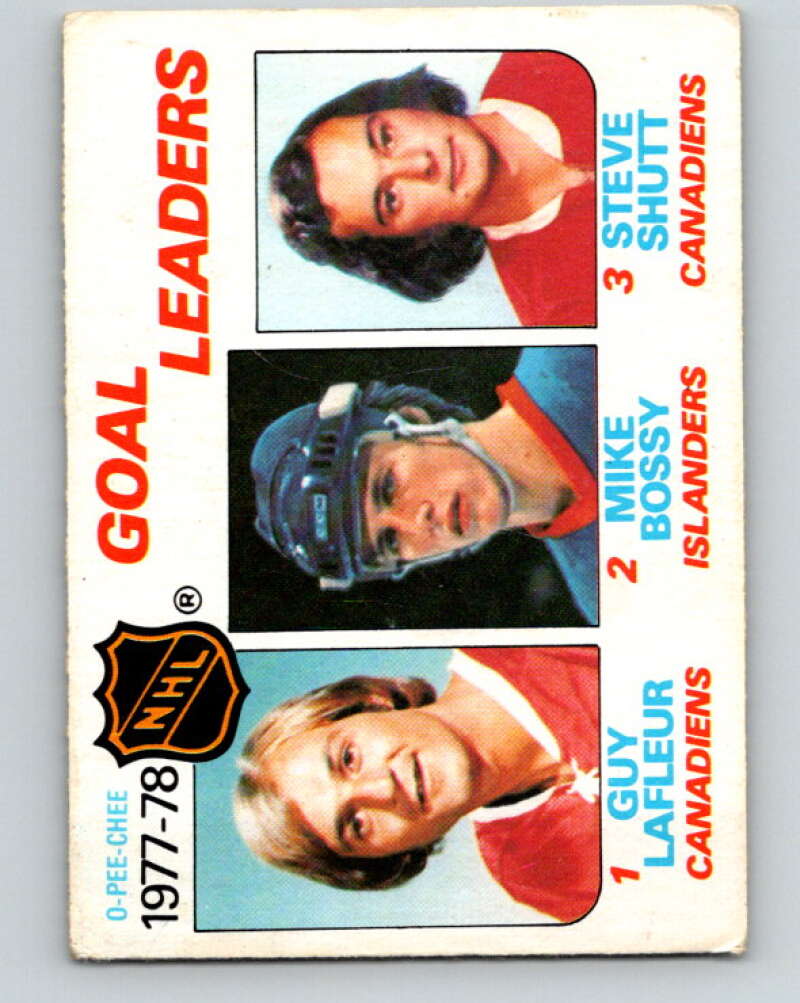 O-PEE-CHEE
1977-78
NHL ®
GOAL
LEADERS
1 GUY
LAFLEUR
CANADIENS
2 MIKE
BOSSY
ISLANDERS
3 STEVE
SHUTT
CANADIENS